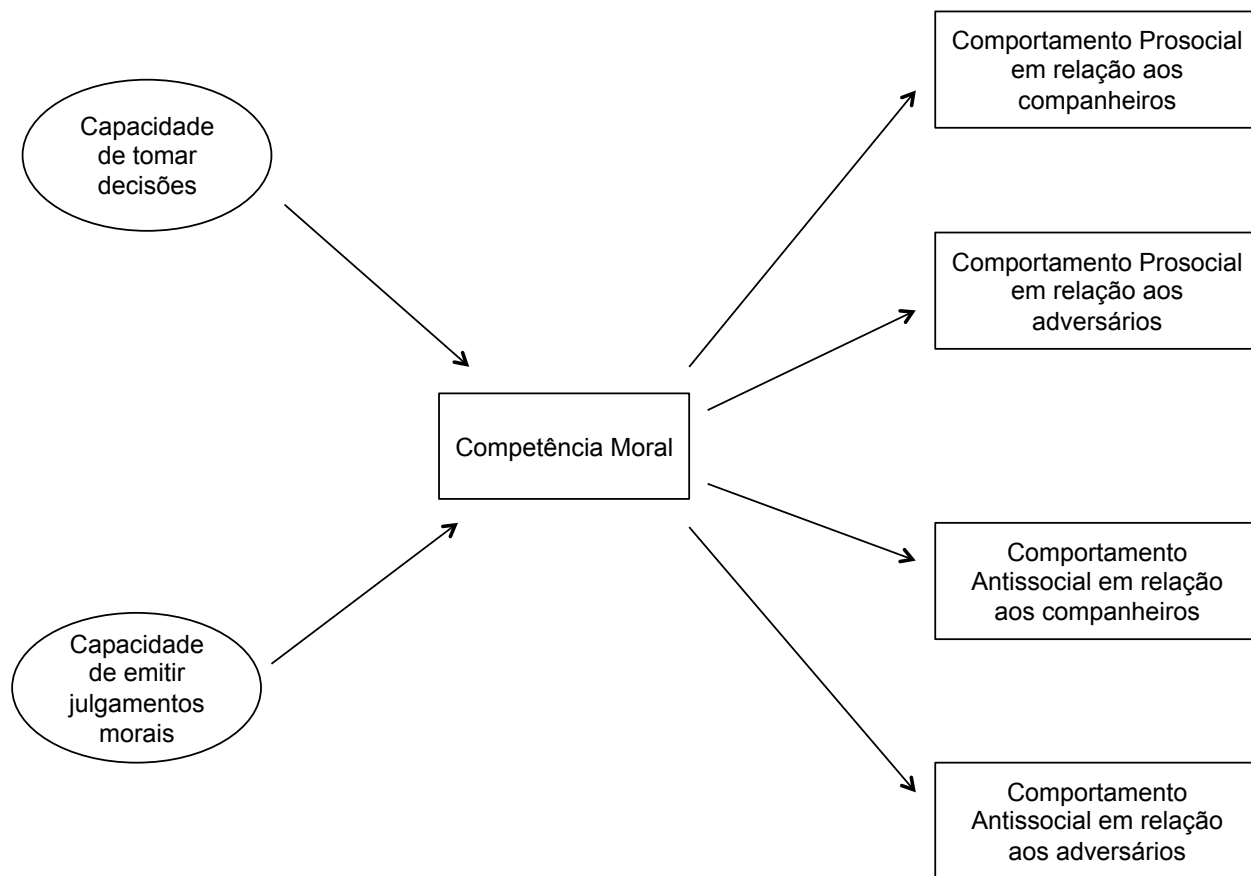 Capacidade
de tomar
decisões
Capacidade
de emitir
julgamentos
morais
Competência Moral
Comportamento Prosocial
em relação aos
companheiros
Comportamento Prosocial
em relação aos
adversários
Comportamento
Antissocial em relação
aos companheiros
Comportamento
Antissocial em relação
aos adversários